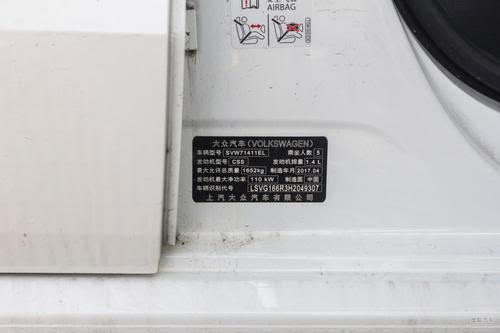 AIRBAG
大众汽车(VOLKSWAGEN)
车辆型号 SVW71411EL 乘坐人数 5
发动机型号 CSS 发动机排量 1.4 L
最大允许总质量 1652kg 制造年月 2017.04
发动机最大净功率 110 kW 制造国 中国
车辆识别代号 LSVG166R3H2049307
上汽大众汽车有限公司